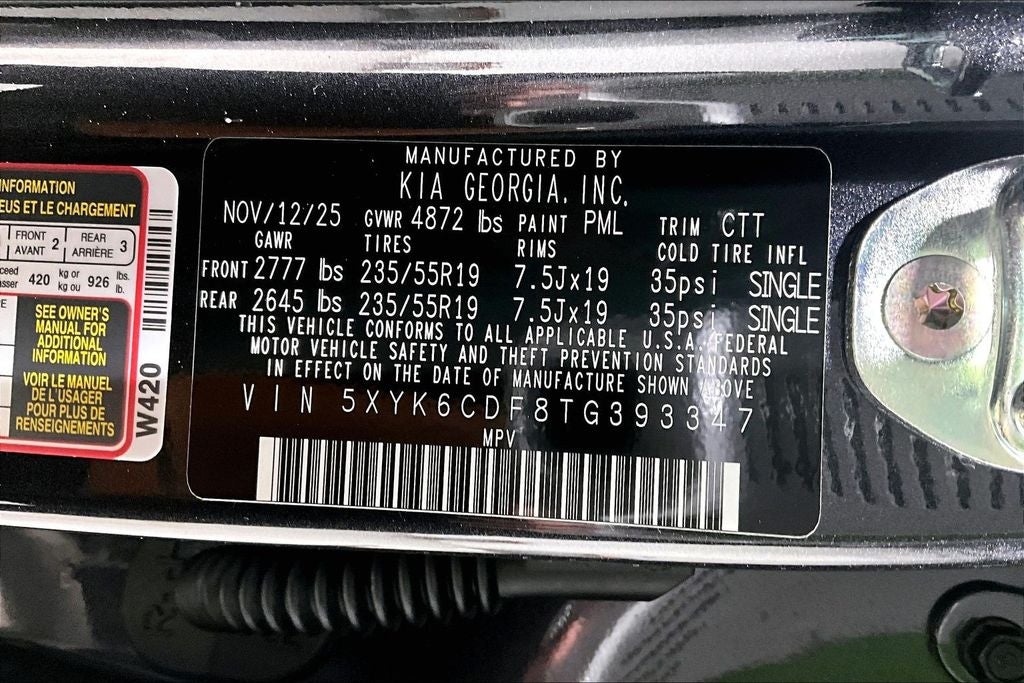 MANUFACTURED BY
KIA GEORGIA, INC.
NOV/12/25 GVWR 4872 lbs PAINT PML TRIM CTT
GAWR TIRES RIMS COLD TIRE INFL
FRONT 2777 lbs 235/55R19 7.5Jx19 35psi SINGLE
REAR 2645 lbs 235/55R19 7.5Jx19 35psi SINGLE
THIS VEHICLE CONFORMS TO ALL APPLICABLE U.S.A. FEDERAL
MOTOR VEHICLE SAFETY AND THEFT PREVENTION STANDARDS
IN EFFECT ON THE DATE OF MANUFACTURE SHOWN ABOVE
VIN 5XYK6CDF8TG393347
MPV
INFORMATION
ET LE CHARGEMENT
FRONT 2 REAR 3
AVANT ARRIÈRE
420 kg or 926 lbs.
kg ou lb.
SEE OWNER'S
MANUAL FOR
ADDITIONAL
INFORMATION
VOIR LE MANUEL
DE L'USAGER
POUR PLUS DE
RENSEIGNEMENTS
W420